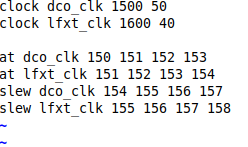 clock dco_clk 1500 50
clock lfxt_clk 1600 40
at dco_clk 150 151 152 153
at lfxt_clk 151 152 153 154
slew dco_clk 154 155 156 157
slew lfxt_clk 155 156 157 158
~
~